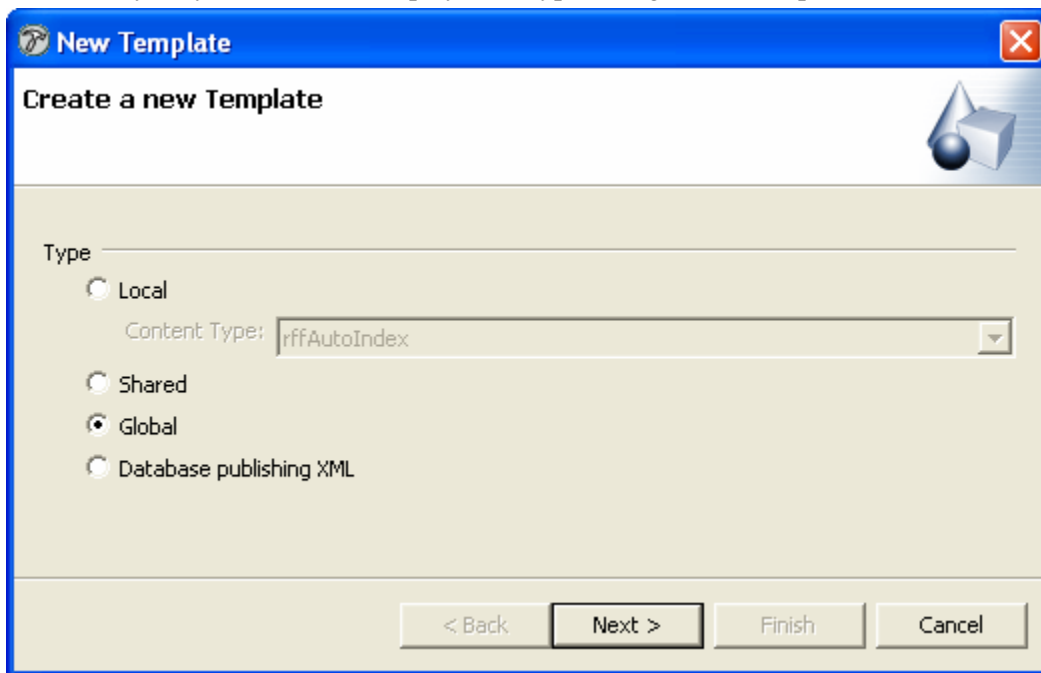 New Template
Create a new Template
Type
Local
Content Type: rffAutoIndex
Shared
Global
Database publishing XML
< Back Next > Finish Cancel